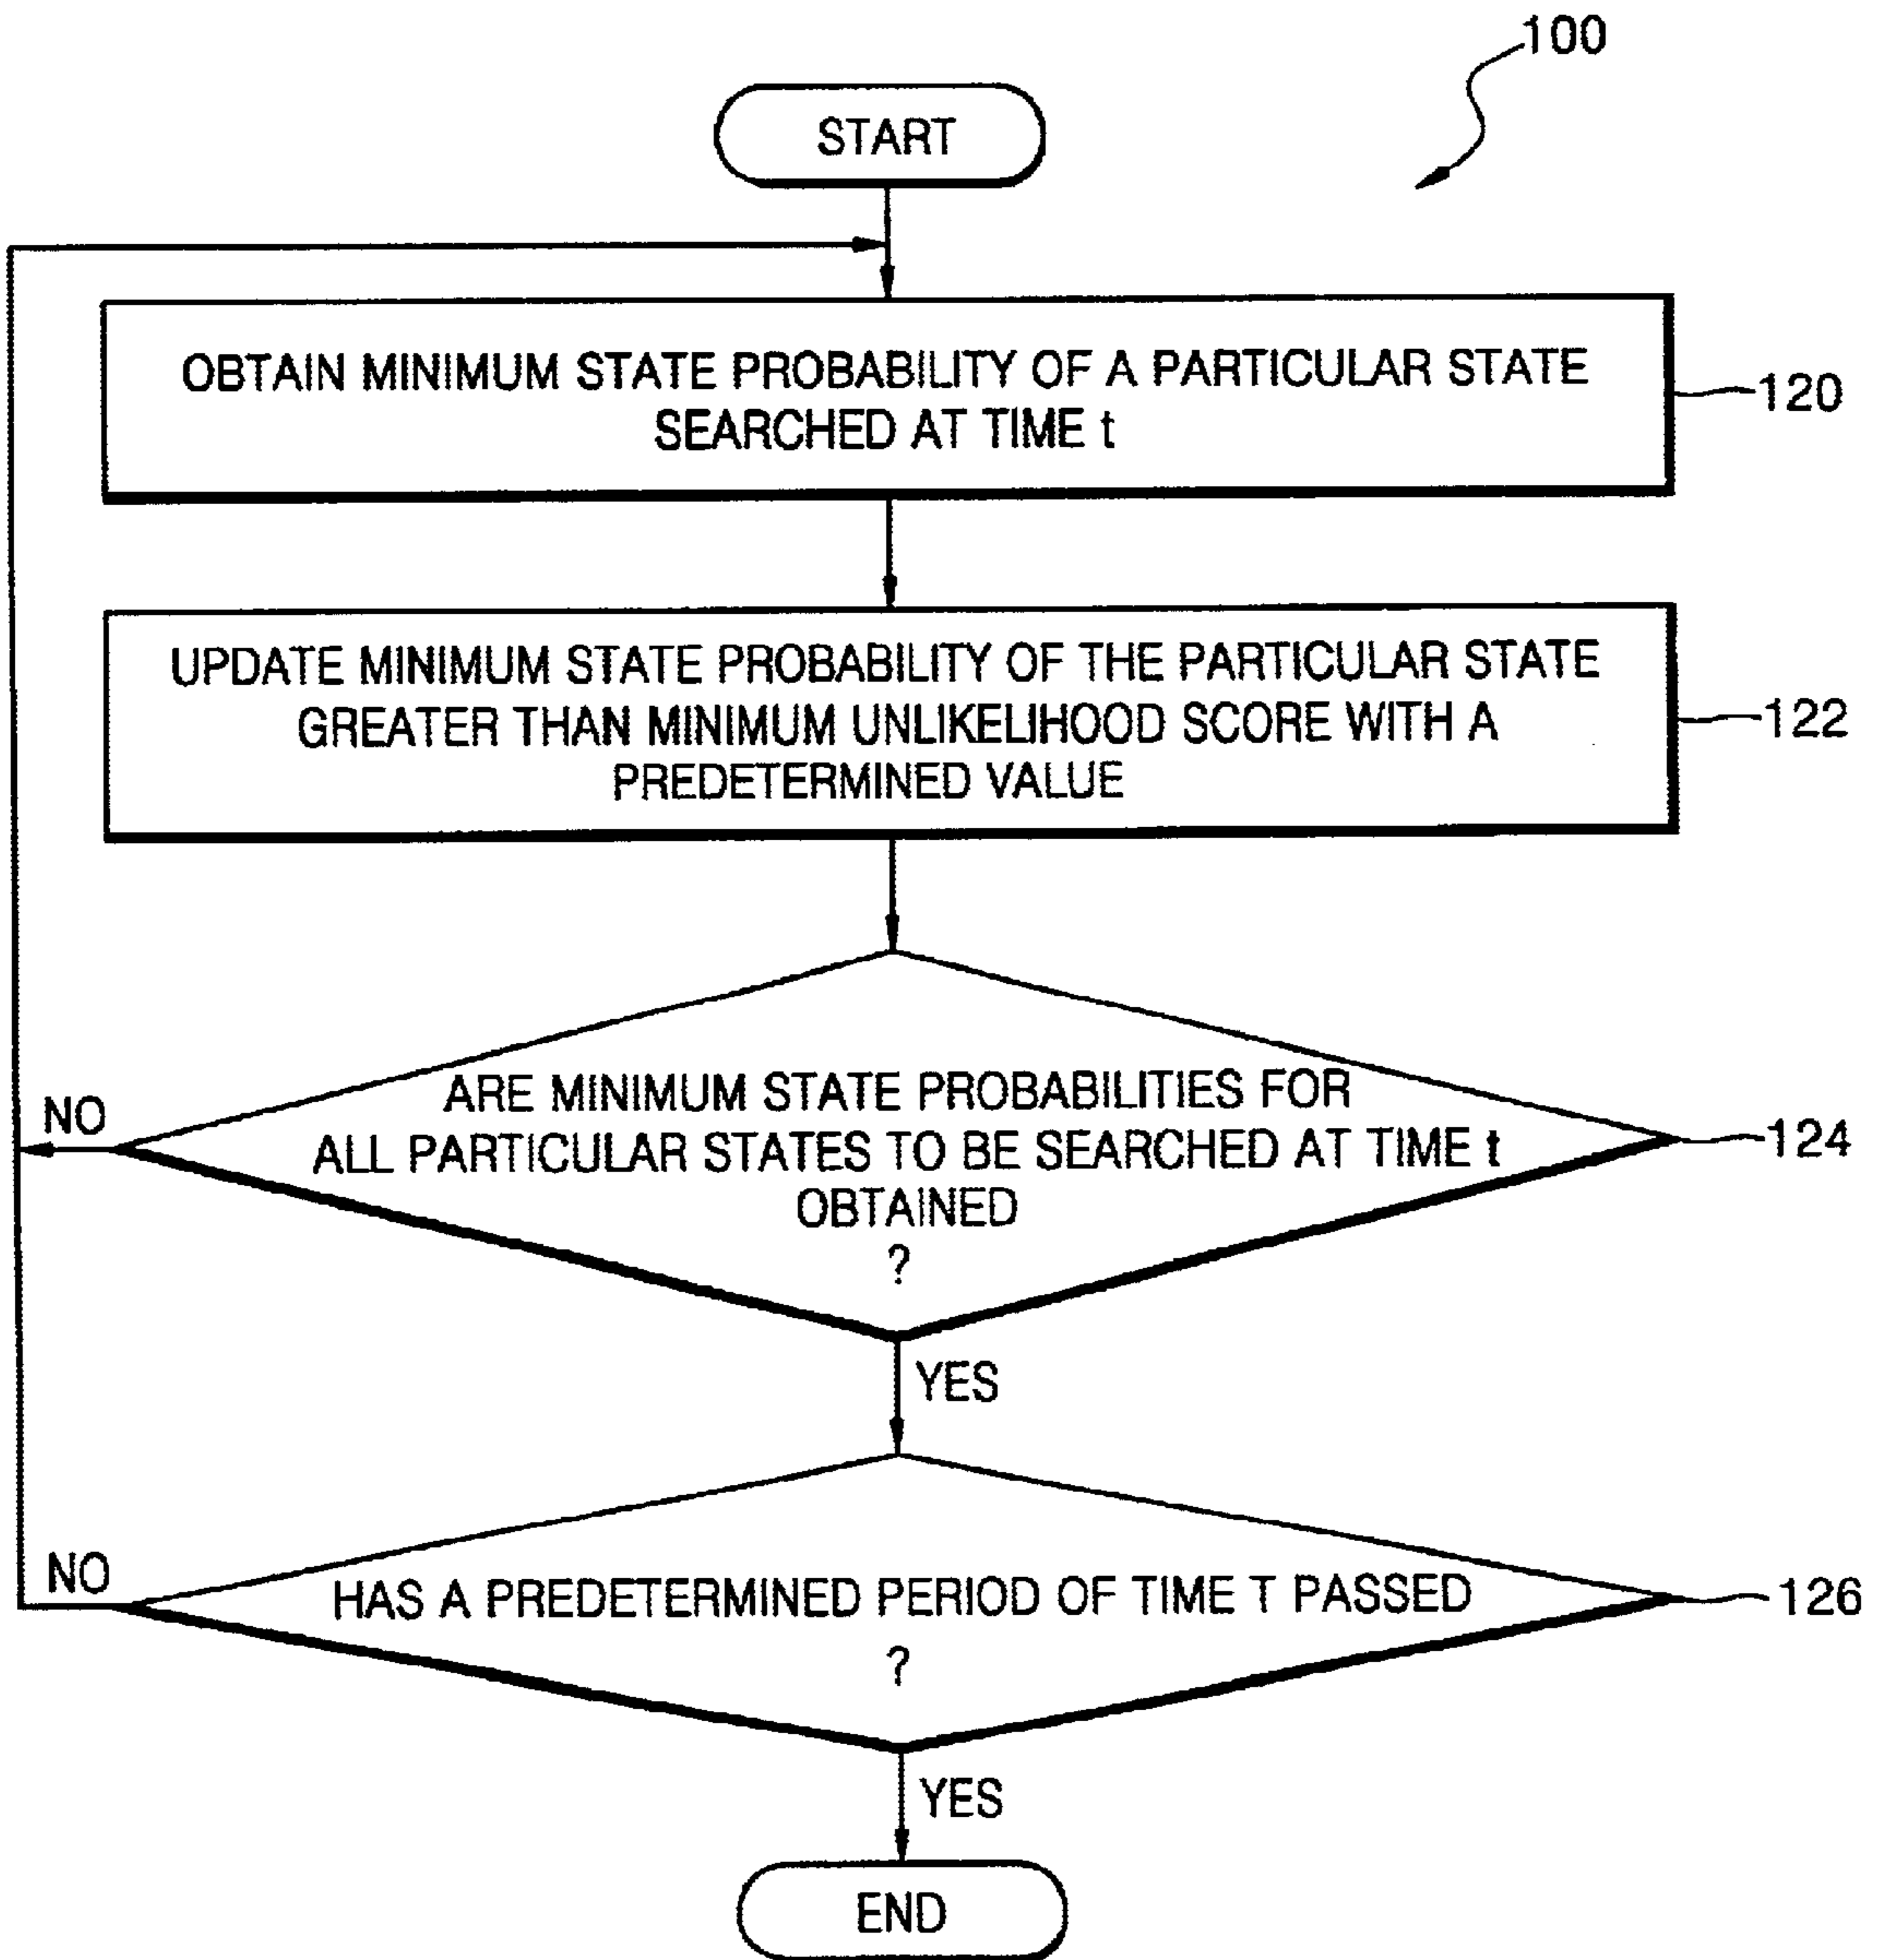 100
START
OBTAIN MINIMUM STATE PROBABILITY OF A PARTICULAR STATE
SEARCHED AT TIME t
120
UPDATE MINIMUM STATE PROBABILITY OF THE PARTICULAR STATE
GREATER THAN MINIMUM UNLIKELIHOOD SCORE WITH A
PREDETERMINED VALUE
122
NO
ARE MINIMUM STATE PROBABILITIES FOR
ALL PARTICULAR STATES TO BE SEARCHED AT TIME t
OBTAINED
?
124
YES
NO
HAS A PREDETERMINED PERIOD OF TIME T PASSED
?
126
YES
END